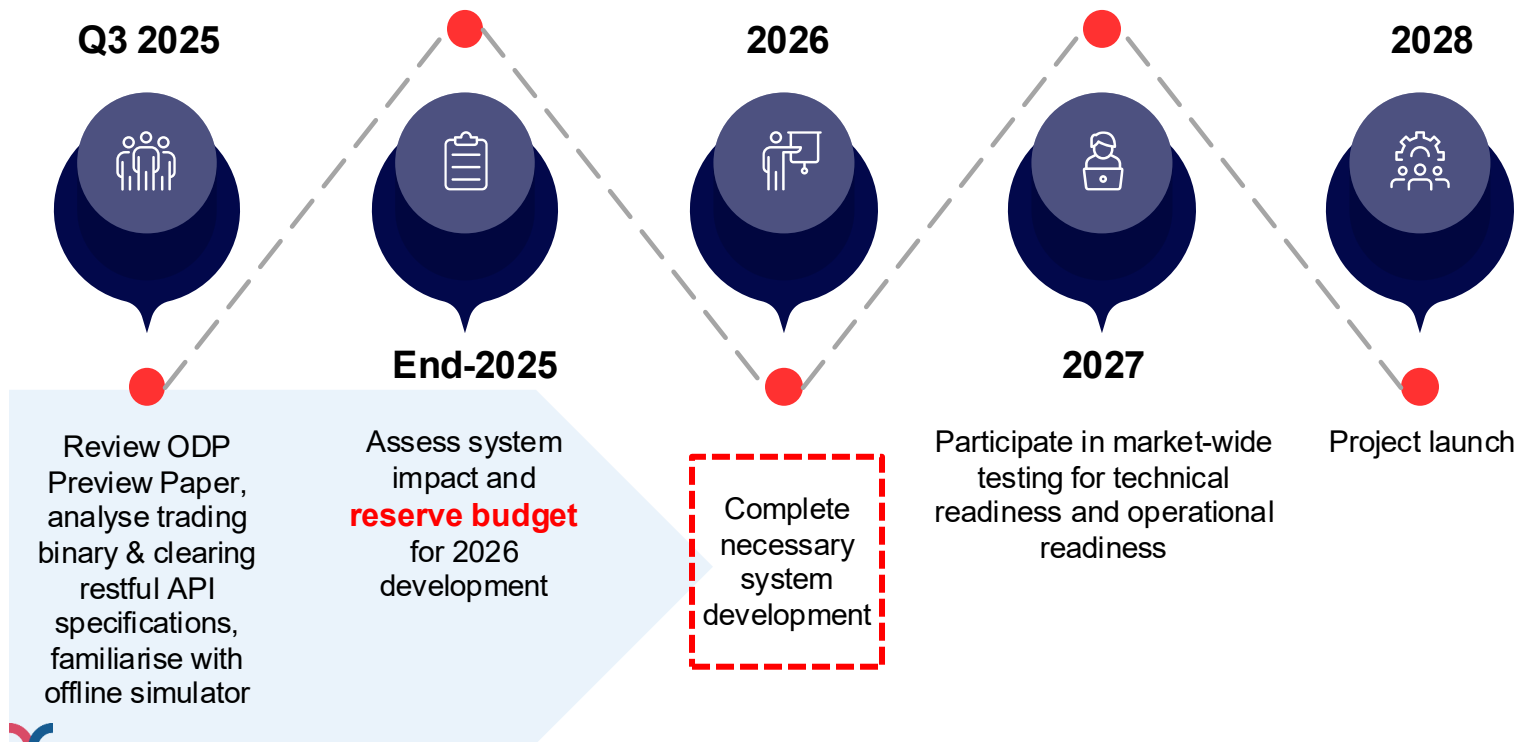 Q3 2025
Review ODP
Preview Paper,
analyse trading
binary & clearing
restful API
specifications,
familiarise with
offline simulator
End-2025
Assess system
impact and
reserve budget
for 2026
development
2026
Complete
necessary
system
development
2027
Participate in market-wide
testing for technical
readiness and operational
readiness
2028
Project launch